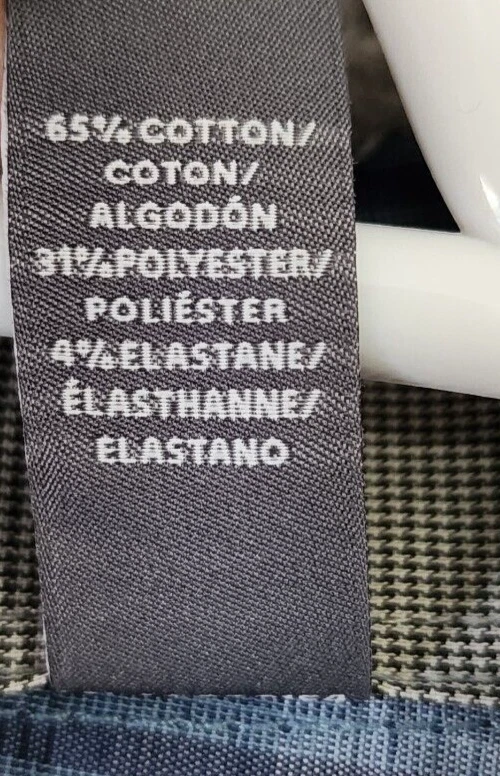 65% COTTON/
COTON/
ALGODÓN
31% POLYESTER/
POLIÉSTER
4% ELASTANE/
ÉLASTHANNE/
ELASTANO